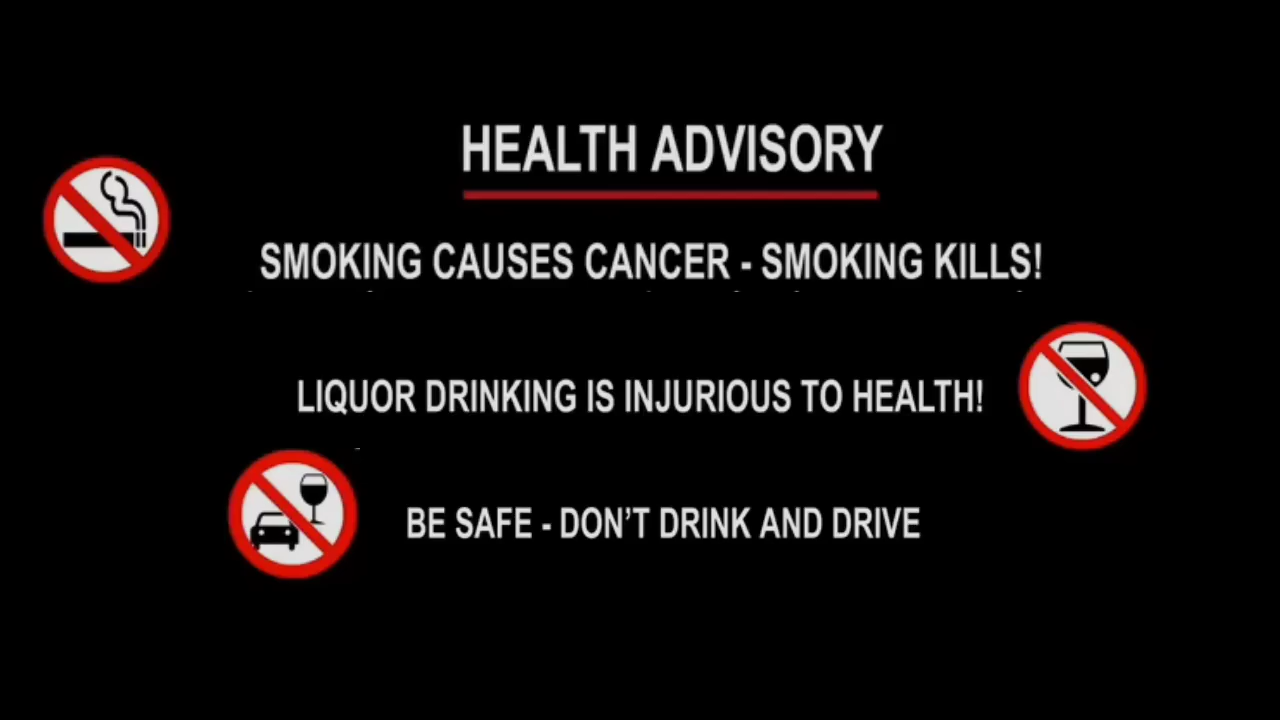 HEALTH ADVISORY
SMOKING CAUSES CANCER - SMOKING KILLS!
LIQUOR DRINKING IS INJURIOUS TO HEALTH!
BE SAFE - DON’T DRINK AND DRIVE